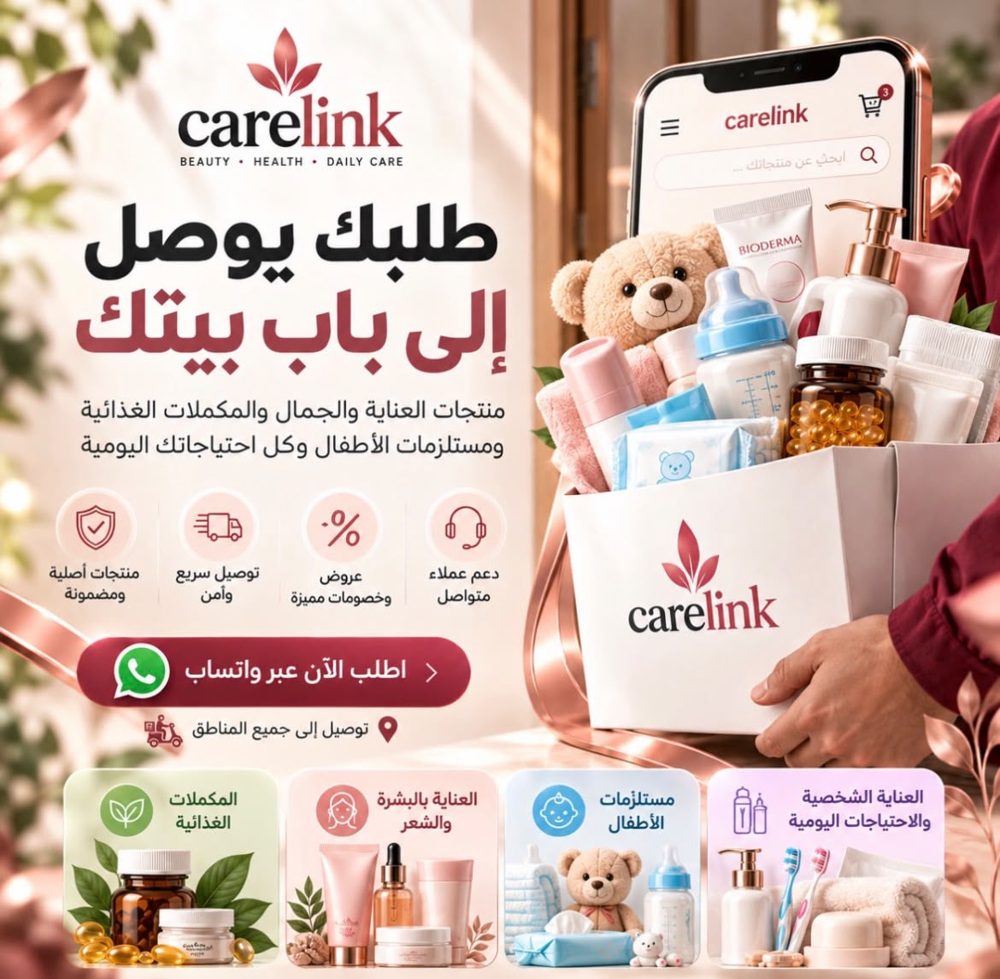 carelink
BEAUTY • HEALTH • DAILY CARE
طلبك يوصل
إلى باب بيتك
منتجات العناية والجمال والمكملات الغذائية
ومستلزمات الأطفال وكل احتياجاتك اليومية
دعم عملاء
متواصل
عروض
وخصومات مميزة
توصيل سريع
وأمن
منتجات أصلية
ومضمونة
اطلب الآن عبر واتساب
توصيل إلى جميع المناطق
carelink
3
ابحث عن منتجاتك ...
BIODERMA
carelink
العناية الشخصية
والاحتياجات اليومية
مستلزمات
الأطفال
العناية بالبشرة
والشعر
المكملات
الغذائية